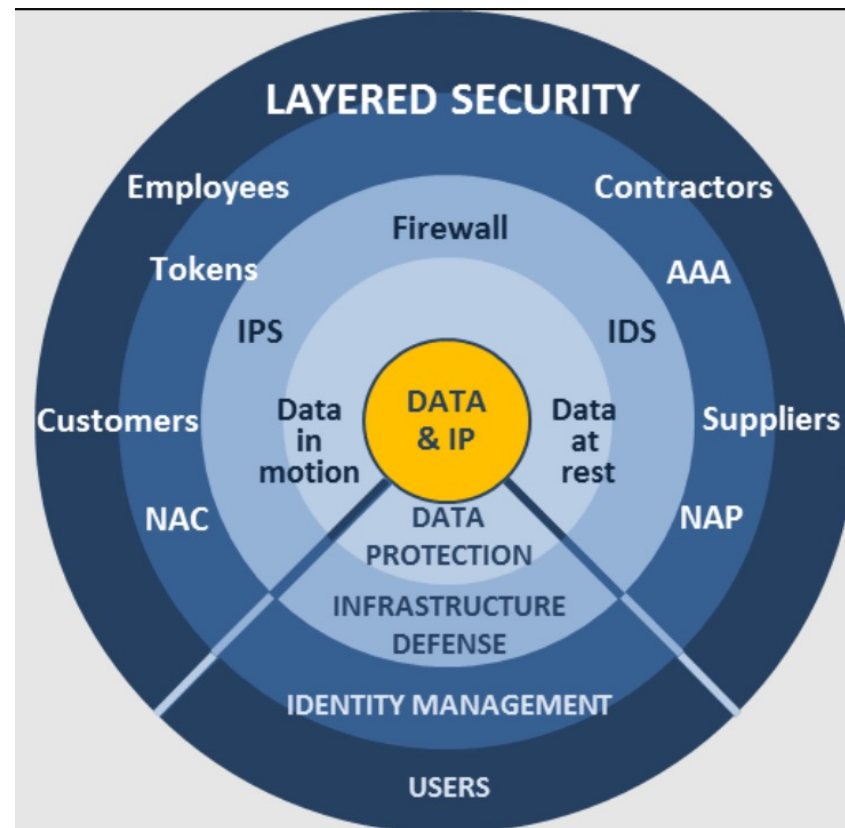 LAYERED SECURITY
Employees
Contractors
Firewall
Tokens
AAA
IPS
IDS
Customers
Data
in
motion
DATA
& IP
Data
at
rest
Suppliers
NAC
NAP
DATA
PROTECTION
INFRASTRUCTURE
DEFENSE
IDENTITY MANAGEMENT
USERS